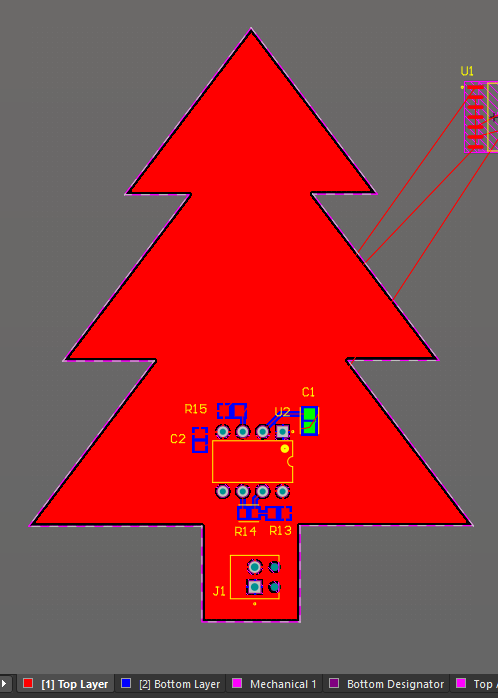 U1
C1
R15
U2
C2
R14
R13
J1
[1] Top Layer
[2] Bottom Layer
Mechanical 1
Bottom Designator
Top